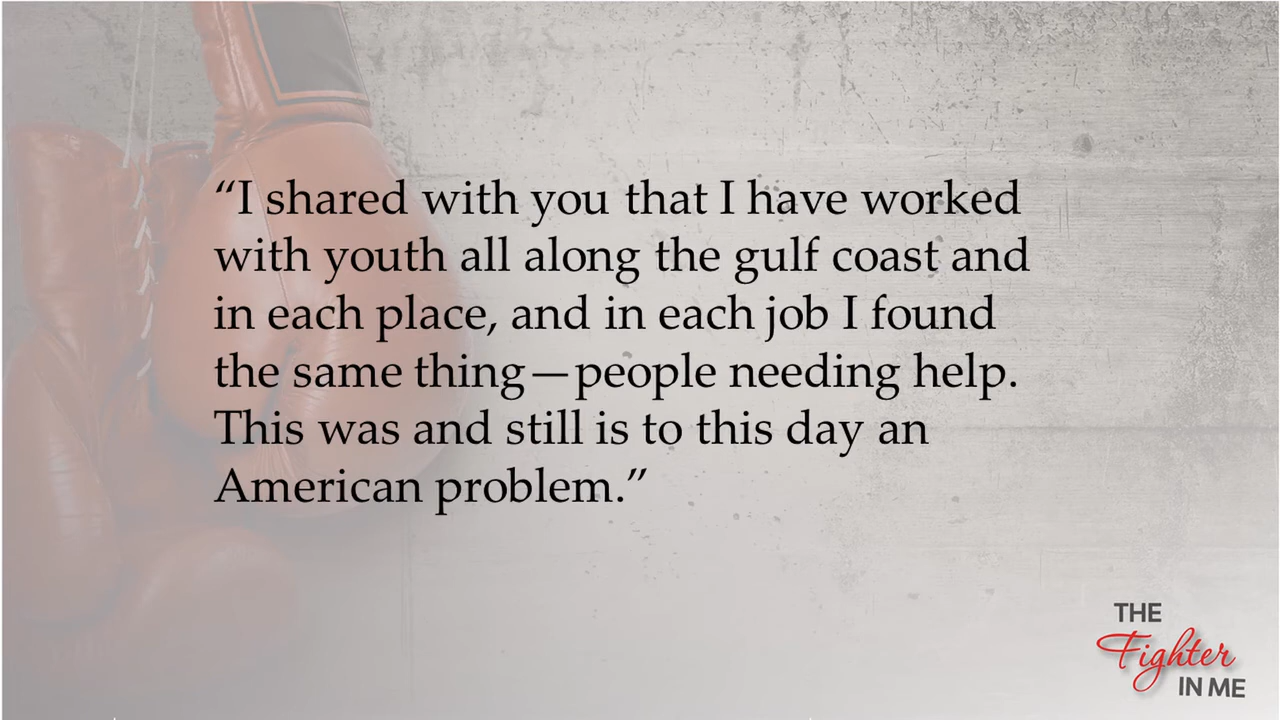 “I shared with you that I have worked
with youth all along the gulf coast and
in each place, and in each job I found
the same thing—people needing help.
This was and still is to this day an
American problem.”
THE
Fighter
IN ME